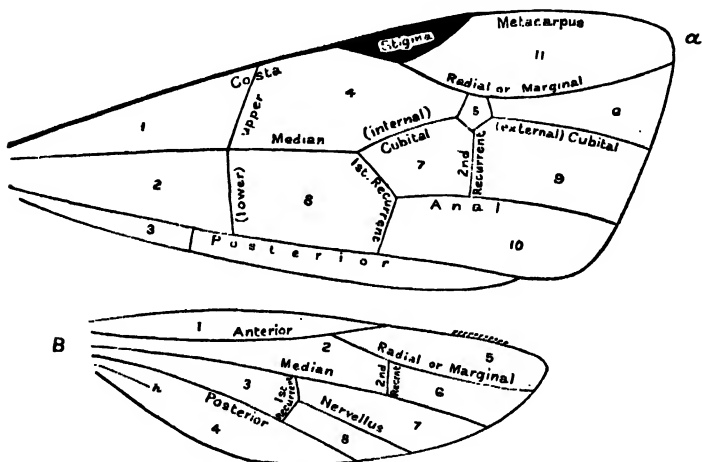 Metacarpus
a
Stigma
11
Costa
Radial or Marginal
4
5
6
1
upper
(internal)
Cubital
(external) Cubital
Median
7
2nd
Recurrent
9
2
(lower)
8
1st. Recurrent
Anal
3
Posterior
10
1
Anterior
B
2
Radial or Marginal
5
Median
2nd
Recrnt
6
3
1st
Recurrent
Nervellus
7
h
Posterior
4
8